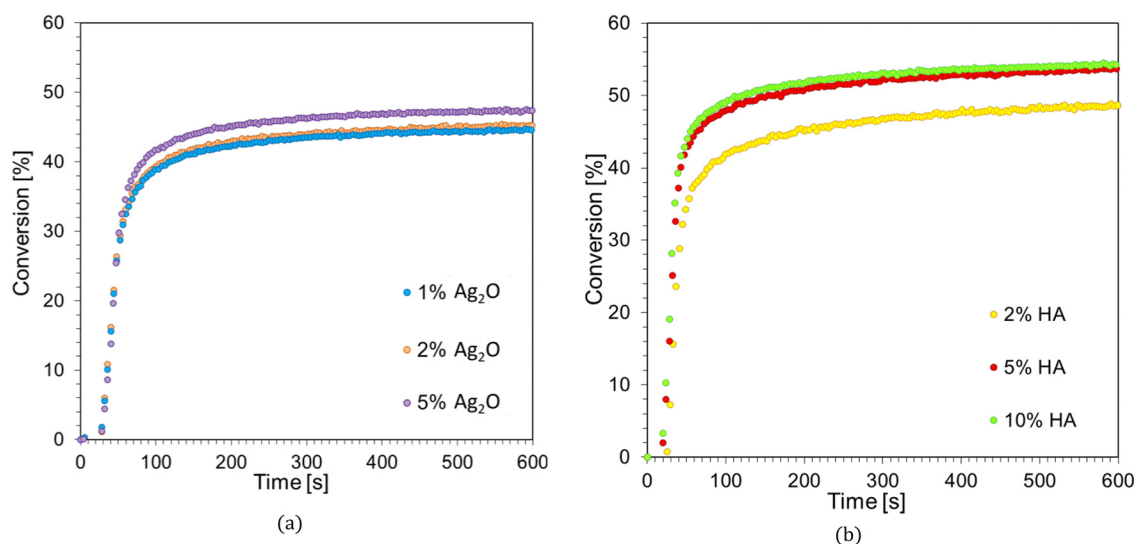 60
50
40
30
20
10
0
Conversion [%]
1% Ag₂O
2% Ag₂O
5% Ag₂O
0 100 200 300 400 500 600
Time [s]
(a)
60
50
40
30
20
10
0
Conversion [%]
2% HA
5% HA
10% HA
0 100 200 300 400 500 600
Time [s]
(b)